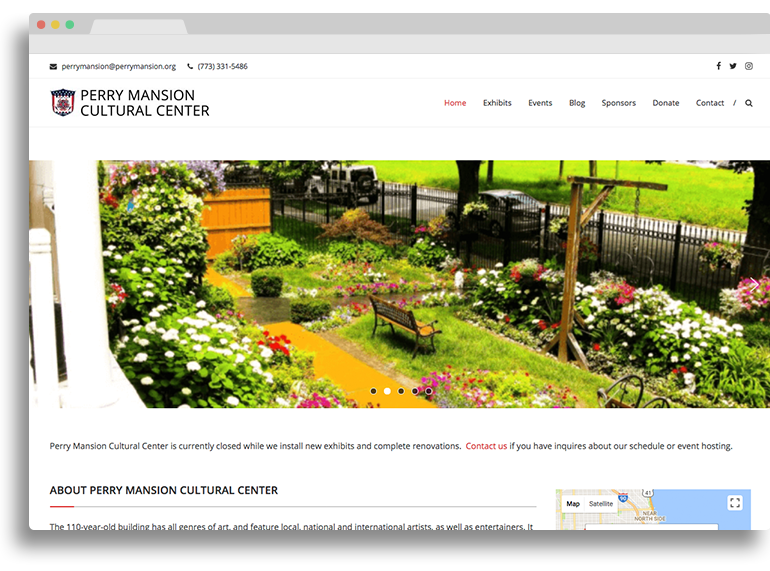 perrymansion@perrymansion.org (773) 331-5486
PERRY MANSION
CULTURAL CENTER
Home Exhibits Events Blog Sponsors Donate Contact /
Perry Mansion Cultural Center is currently closed while we install new exhibits and complete renovations. Contact us if you have inquires about our schedule or event hosting.
ABOUT PERRY MANSION CULTURAL CENTER
The 110-year-old building has all genres of art, and feature local, national and international artists, as well as entertainers. It
Map Satellite
41
90
NEAR
NORTH SIDE